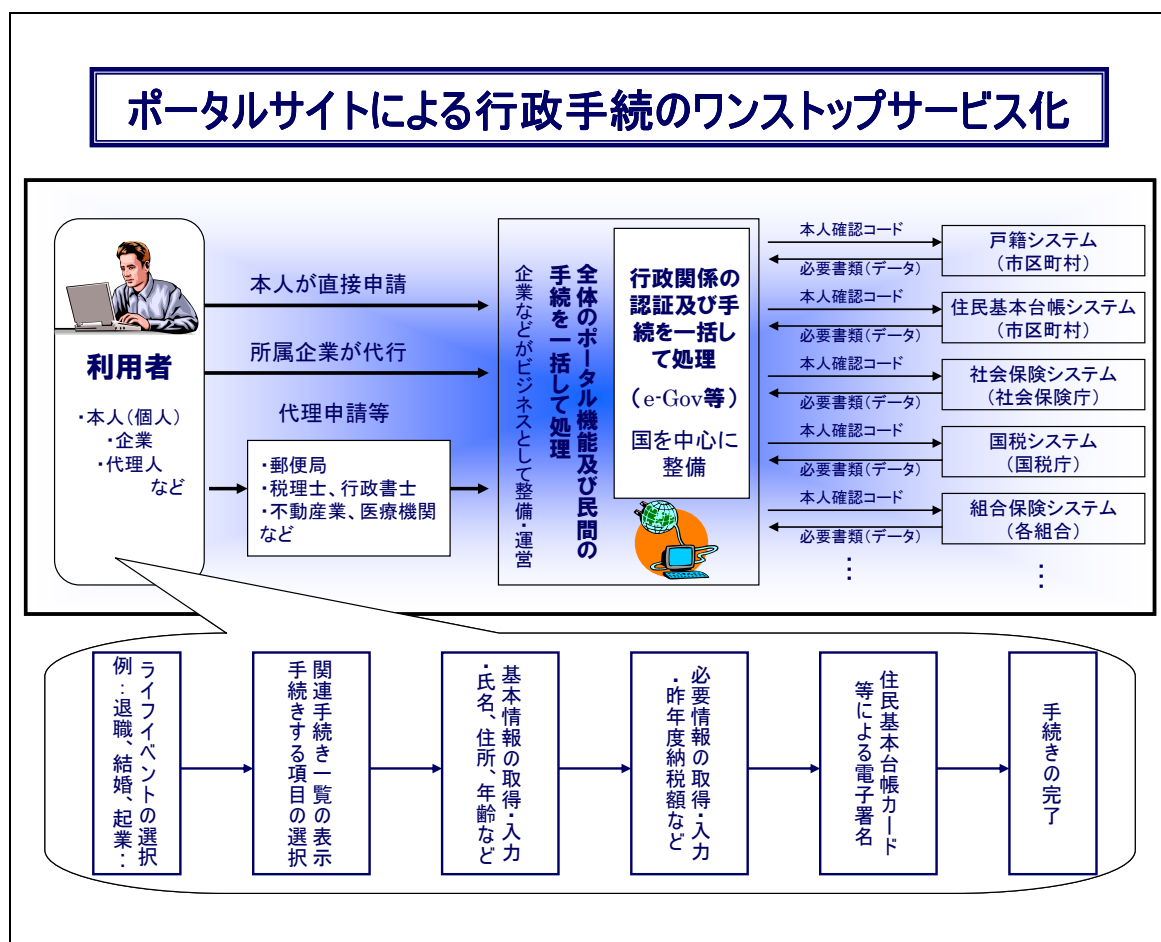 ポータルサイトによる行政手続のワンストップサービス化
利用者
・本人(個人)
・企業
・代理人
など
本人が直接申請
所属企業が代行
代理申請等
・郵便局
・税理士、行政書士
・不動産業、医療機関
など
全体のポータル機能及び民間の
手続を一括して処理
企業などがビジネスとして整備・運営
行政関係の
認証及び手
続を一括し
て処理
(e-Gov等)
国を中心に
整備
本人確認コード
必要書類(データ)
戸籍システム
(市区町村)
本人確認コード
必要書類(データ)
住民基本台帳システム
(市区町村)
本人確認コード
必要書類(データ)
社会保険システム
(社会保険庁)
本人確認コード
必要書類(データ)
国税システム
(国税庁)
本人確認コード
必要書類(データ)
組合保険システム
(各組合)
…
…
ライフイベントの選択
例:退職、結婚、起業…
関連手続き一覧の表示
手続きする項目の選択
基本情報の取得・入力
・氏名、住所、年齢など
必要情報の取得・入力
・昨年度納税額など
住民基本台帳カード
等による電子署名
手続きの完了